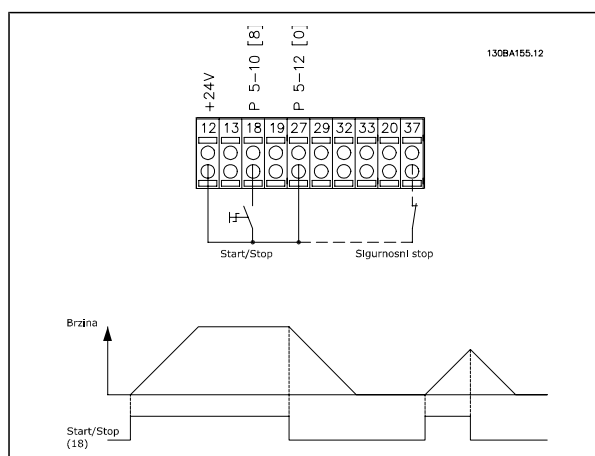 130BA155.12
+24V
P 5-10 [8]
P 5-12 [0]
12 13 18 19 27 29 32 33 20 37
Start/Stop
Sigurnosni stop
Brzina
Start/Stop
(18)